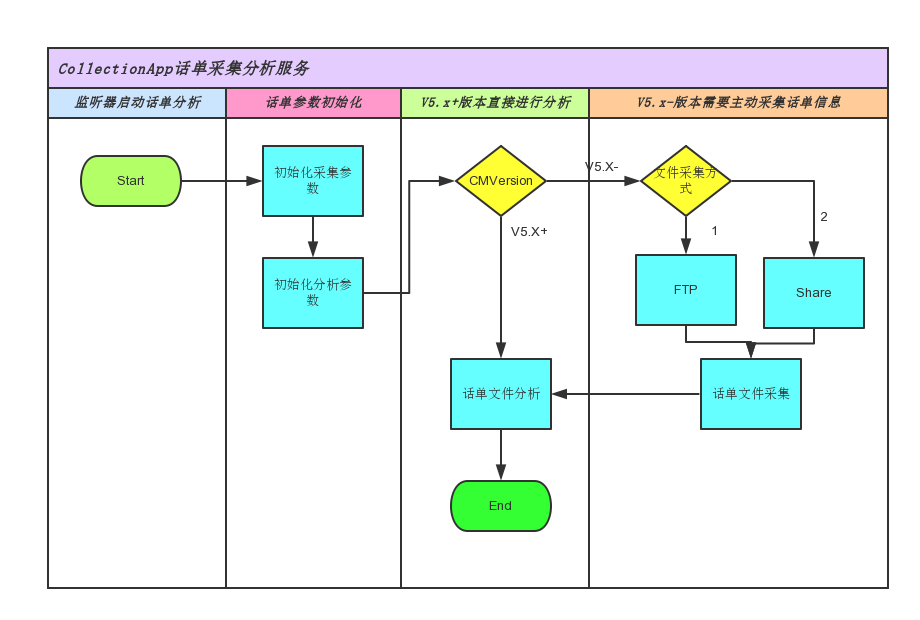 CollectionApp话单采集分析服务
监听器启动话单分析
话单参数初始化
V5.x+版本直接进行分析
V5.x-版本需要主动采集话单信息
Start
初始化采集参
数
CMVersion
V5.X-
文件采集方
式
V5.X+
1
2
初始化分析参
数
FTP
Share
话单文件分析
话单文件采集
End